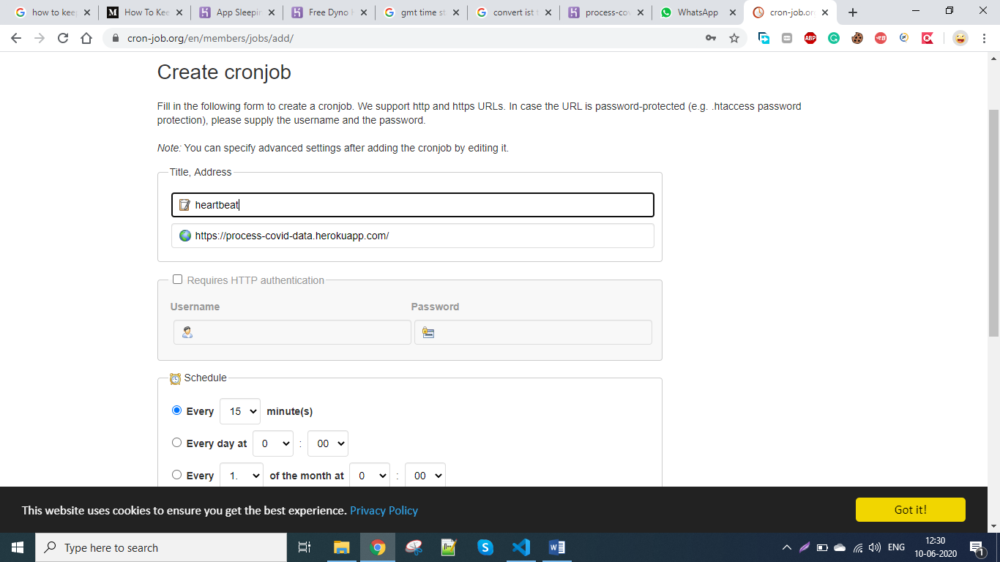 how to kee
How To Kee
App Sleepin
Free Dyno H
gmt time st
convert ist t
process-cov
WhatsApp
cron-job.or
cron-job.org/en/members/jobs/add/
ABP
Create cronjob
Fill in the following form to create a cronjob. We support http and https URLs. In case the URL is password-protected (e.g. .htaccess password
protection), please supply the username and the password.
Note: You can specify advanced settings after adding the cronjob by editing it.
Title, Address
heartbeat
https://process-covid-data.herokuapp.com/
Requires HTTP authentication
Username Password
Schedule
Every 15 minute(s)
Every day at 0 : 00
Every 1. of the month at 0 : 00
This website uses cookies to ensure you get the best experience. Privacy Policy
Got it!
Type here to search
ENG
12:30
10-06-2020
1